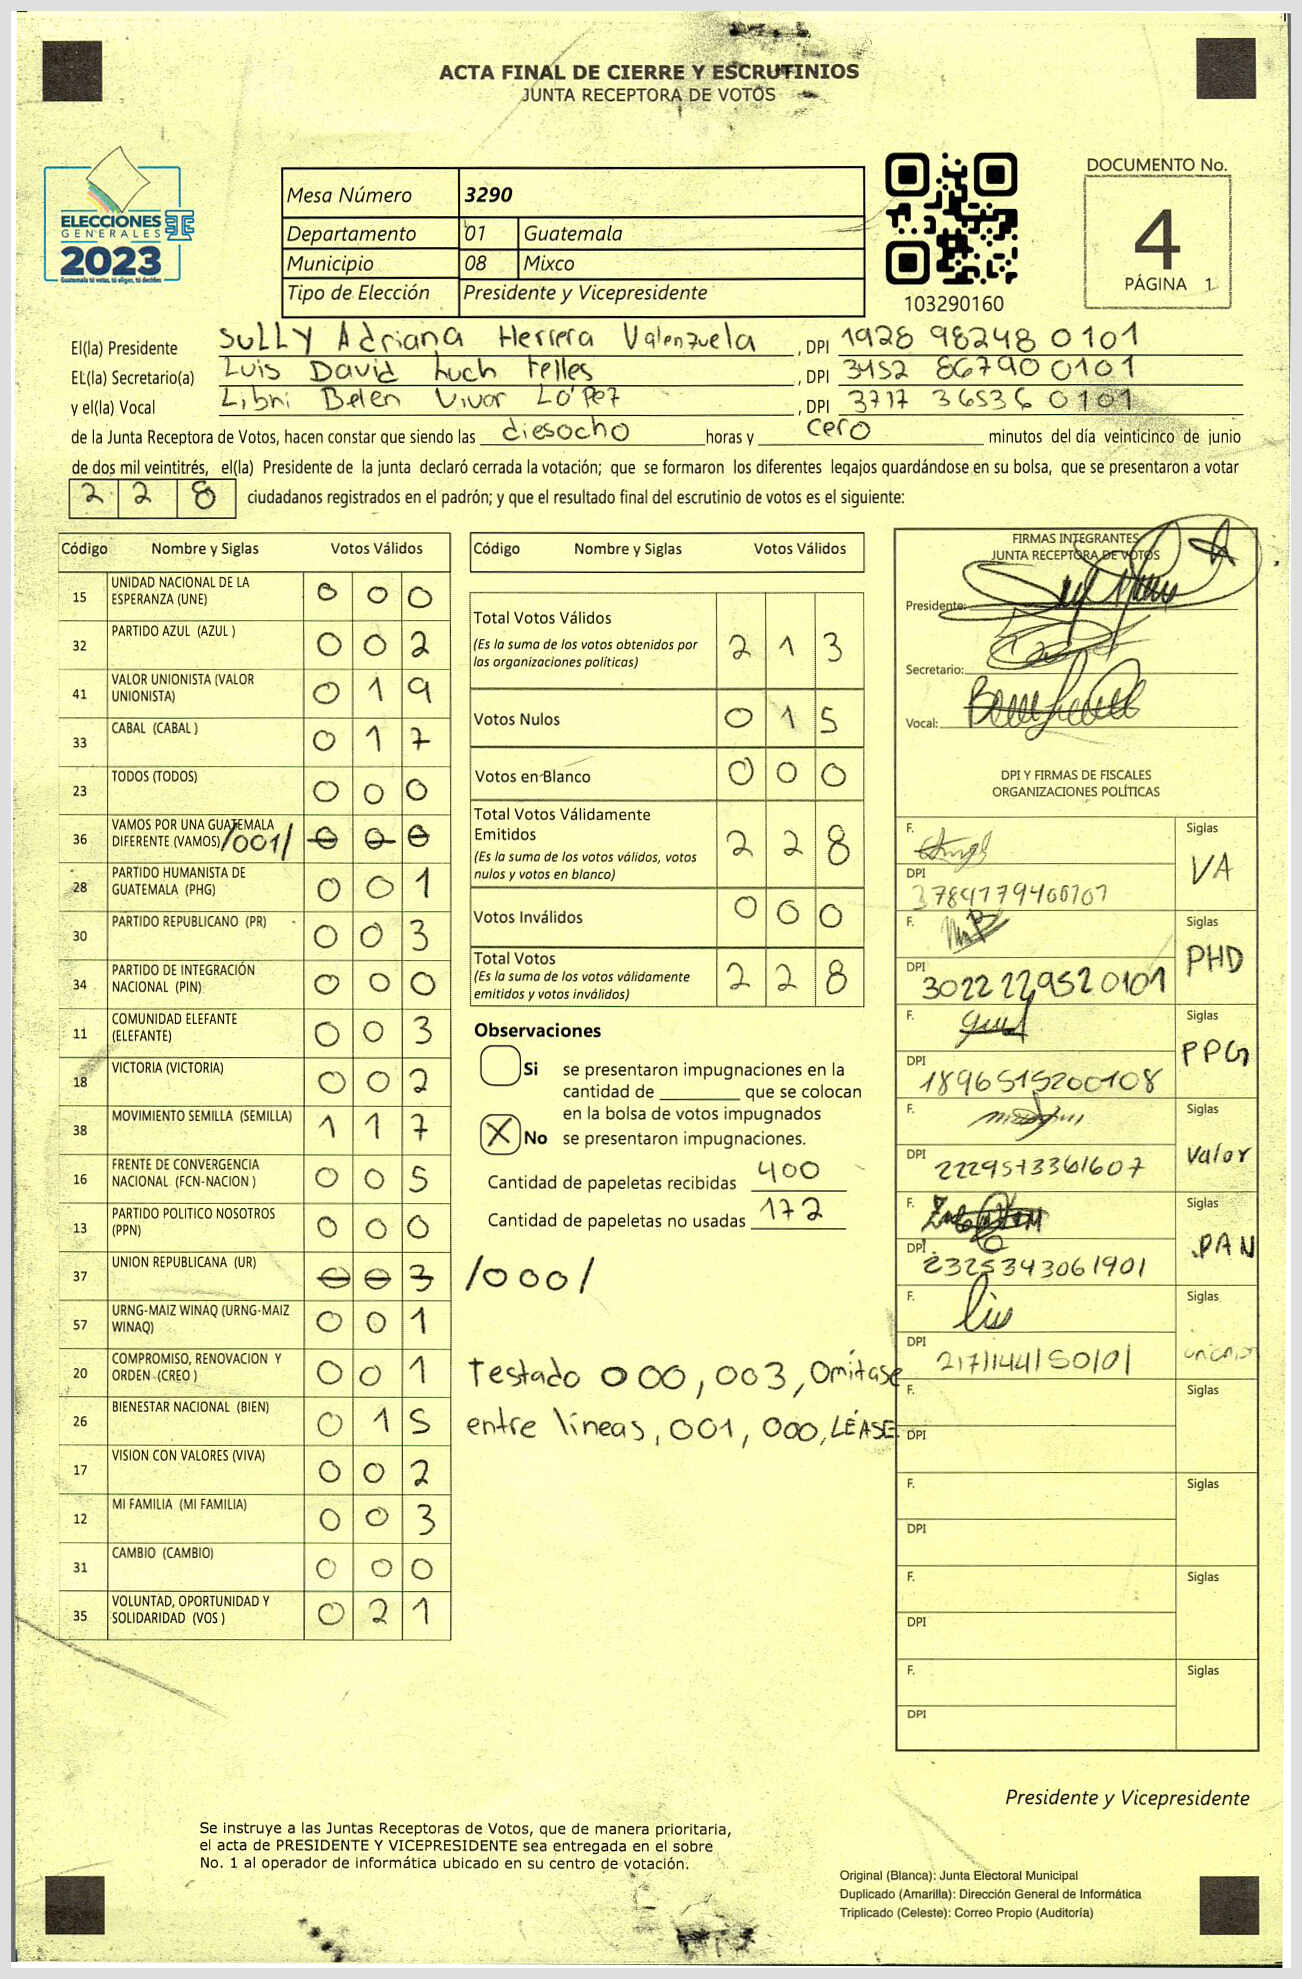 ACTA FINAL DE CIERRE Y ESCRUTINIOS
JUNTA RECEPTORA DE VOTOS
ELECCIONES
GENERALES
2023
Guatemala tú votas, tú eliges, tú decides
Mesa Número 3290
Departamento 01 Guatemala
Municipio 08 Mixco
Tipo de Elección Presidente y Vicepresidente
103290160
DOCUMENTO No.
4
PÁGINA 1
El(la) Presidente Sully Adriana Herrera Valenzuela, DPI 1928 98248 0101
EL(la) Secretario(a) Luis David, DPI 3152 86790 0101
y el(la) Vocal Libni Belen Vivar López, DPI 3717 36536 0101
de la Junta Receptora de Votos, hacen constar que siendo las diesocho horas y cero minutos del día veinticinco de junio
de dos mil veintitrés, el(la) Presidente de la junta declaró cerrada la votación; que se formaron los diferentes legajos guardándose en su bolsa, que se presentaron a votar
228 ciudadanos registrados en el padrón; y que el resultado final del escrutinio de votos es el siguiente:
Código Nombre y Siglas Votos Válidos
15 UNIDAD NACIONAL DE LA ESPERANZA (UNE) 0 0 0
32 PARTIDO AZUL (AZUL ) 0 0 2
41 VALOR UNIONISTA (VALOR UNIONISTA) 0 1 9
33 CABAL (CABAL ) 0 1 7
23 TODOS (TODOS) 0 0 0
36 VAMOS POR UNA GUATEMALA DIFERENTE (VAMOS) /001/ 0 0 0
28 PARTIDO HUMANISTA DE GUATEMALA (PHG) 0 0 1
30 PARTIDO REPUBLICANO (PR) 0 0 3
34 PARTIDO DE INTEGRACIÓN NACIONAL (PIN) 0 0 0
11 COMUNIDAD ELEFANTE (ELEFANTE) 0 0 3
18 VICTORIA (VICTORIA) 0 0 2
38 MOVIMIENTO SEMILLA (SEMILLA) 1 1 7
16 FRENTE DE CONVERGENCIA NACIONAL (FCN-NACION ) 0 0 5
13 PARTIDO POLITICO NOSOTROS (PPN) 0 0 0
37 UNION REPUBLICANA (UR) 0 0 3 /000/
57 URNG-MAIZ WINAQ (URNG-MAIZ WINAQ) 0 0 1
20 COMPROMISO, RENOVACION Y ORDEN (CREO ) 0 0 1
26 BIENESTAR NACIONAL (BIEN) 0 1 5
17 VISION CON VALORES (VIVA) 0 0 2
12 MI FAMILIA (MI FAMILIA) 0 0 3
31 CAMBIO (CAMBIO) 0 0 0
35 VOLUNTAD, OPORTUNIDAD Y SOLIDARIDAD (VOS ) 0 2 1
Código Nombre y Siglas Votos Válidos
Total Votos Válidos 2 1 3
(Es la suma de los votos obtenidos por
las organizaciones políticas)
Votos Nulos 0 1 5
Votos en Blanco 0 0 0
Total Votos Válidamente
Emitidos 2 2 8
(Es la suma de los votos válidos, votos
nulos y votos en blanco)
Votos Inválidos 0 0 0
Total Votos 2 2 8
(Es la suma de los votos válidamente
emitidos y votos inválidos)
Observaciones
Si se presentaron impugnaciones en la
cantidad de ________ que se colocan
en la bolsa de votos impugnados
X No se presentaron impugnaciones.
Cantidad de papeletas recibidas 400
Cantidad de papeletas no usadas 172
Testado 000, 003, Omítase
entre líneas, 001, 000, LÉASE.
FIRMAS INTEGRANTES
JUNTA RECEPTORA DE VOTOS
Presidente:
Secretario:
Vocal:
DPI Y FIRMAS DE FISCALES
ORGANIZACIONES POLÍTICAS
F. Siglas VA
DPI
F. Siglas PHD
DPI 3022 22952 0101
F. Siglas PPG
DPI 1896515200108
F. Siglas Valor
DPI 2229573361607
F. Siglas PAN
DPI 2325343061901
F. Siglas
DPI 2171144150101
F. Siglas
DPI
F. Siglas
DPI
F. Siglas
DPI
F. Siglas
DPI
Presidente y Vicepresidente
Se instruye a las Juntas Receptoras de Votos, que de manera prioritaria,
el acta de PRESIDENTE Y VICEPRESIDENTE sea entregada en el sobre
No. 1 al operador de informática ubicado en su centro de votación.
Original (Blanca): Junta Electoral Municipal
Duplicado (Amarilla): Dirección General de Informática
Triplicado (Celeste): Correo Propio (Auditoría)